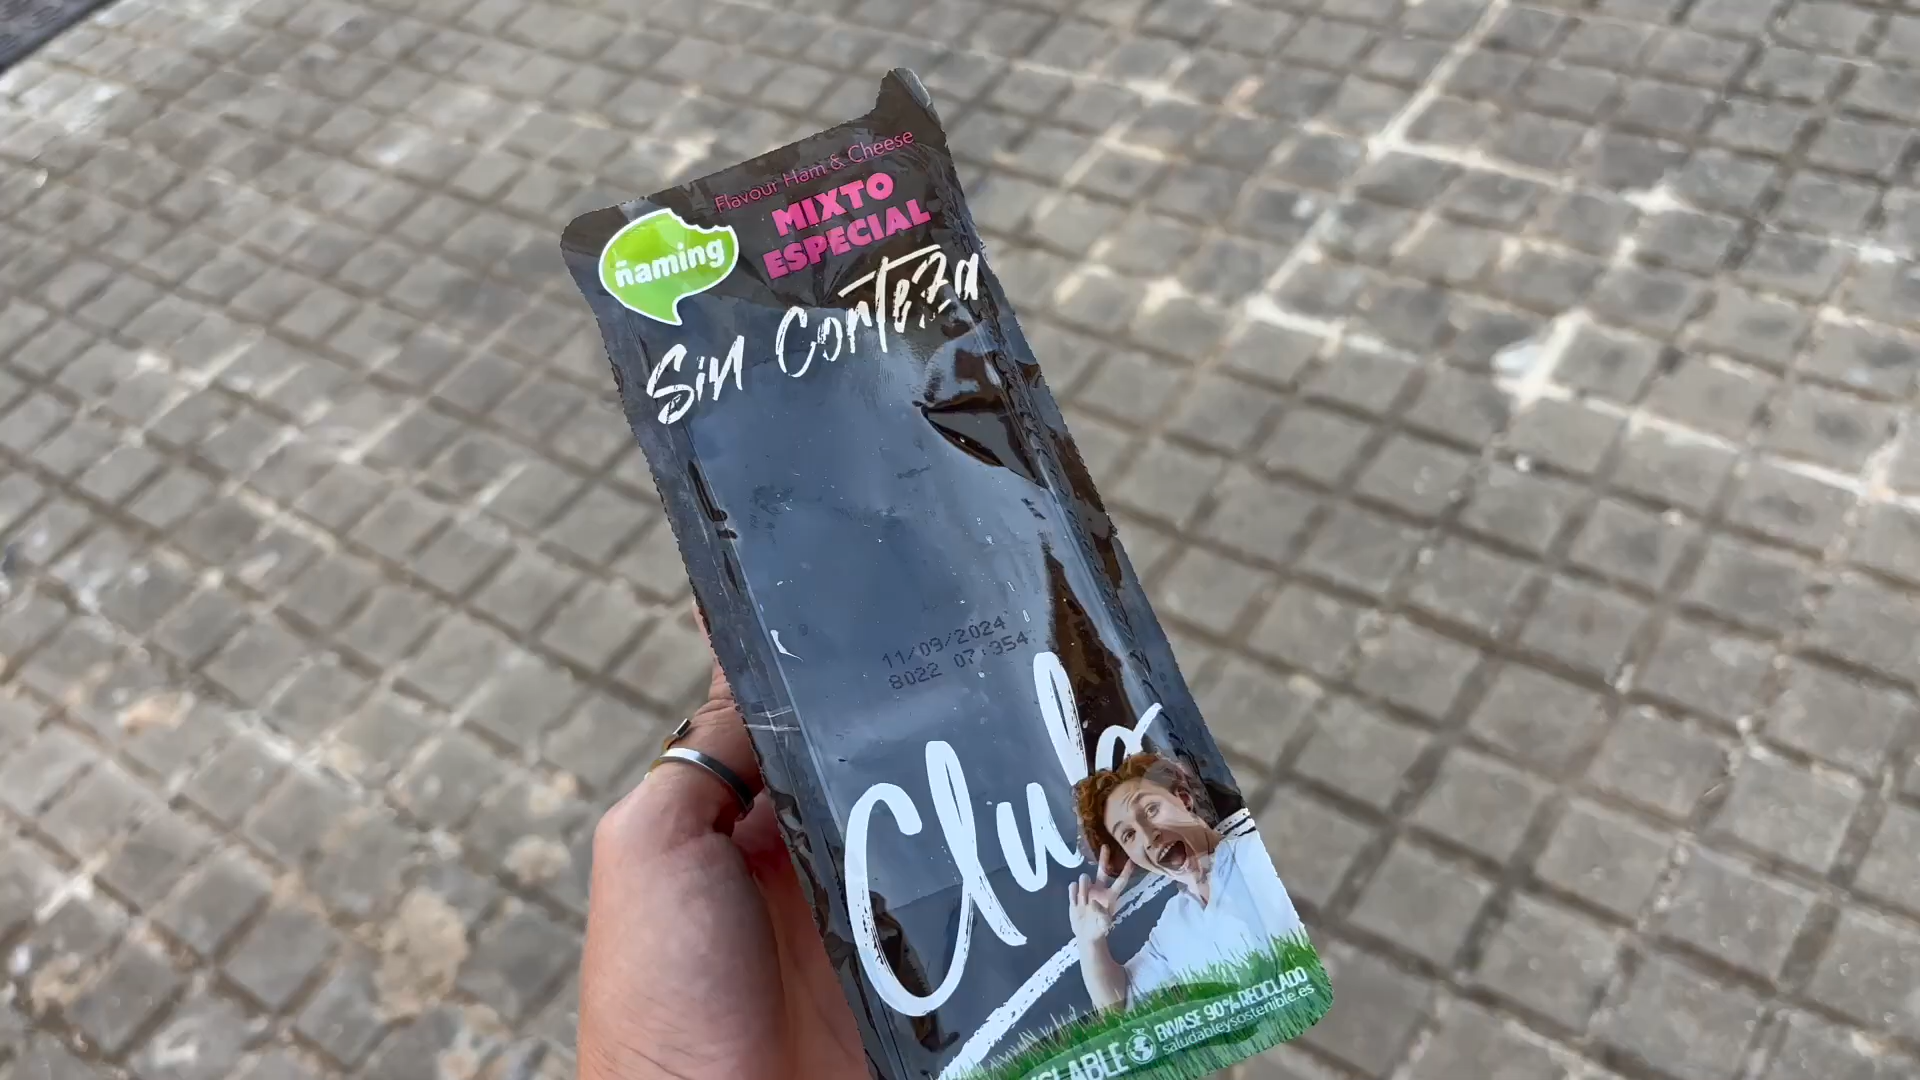 Flavour Ham & Cheese
MIXTO
ESPECIAL
ñaming
Sin Corteza
11/09/2024
8022 07:354
Club
ENVASE 90% RECICLADO
saludableysostenible.es